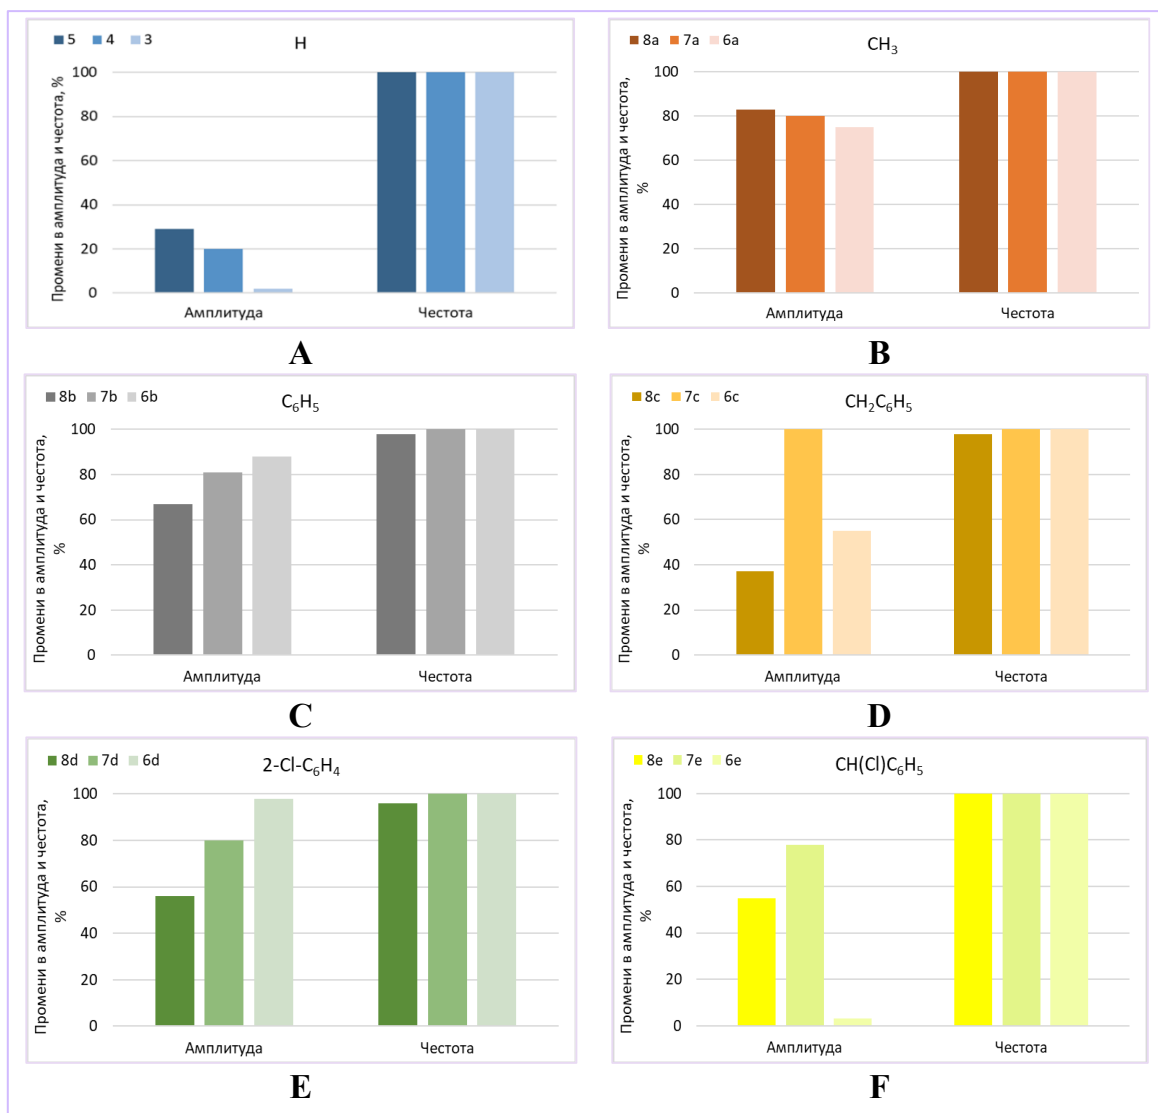 H
5 4 3
Промени в амплитуда и честота, %
100
80
60
40
20
0
Амплитуда Честота
A
CH₃
8a 7a 6a
Промени в амплитуда и честота,
%
100
80
60
40
20
0
Амплитуда Честота
B
C₆H₅
8b 7b 6b
Промени в амплитуда и честота,
%
100
80
60
40
20
0
Амплитуда Честота
C
CH₂C₆H₅
8c 7c 6c
Промени в амплитуда и честота,
%
100
80
60
40
20
0
Амплитуда Честота
D
2-Cl-C₆H₄
8d 7d 6d
Промени в амплитуда и честота,
%
100
80
60
40
20
0
Амплитуда Честота
E
CH(Cl)C₆H₅
8e 7e 6e
Промени в амплитуда и честота,
%
100
80
60
40
20
0
Амплитуда Честота
F